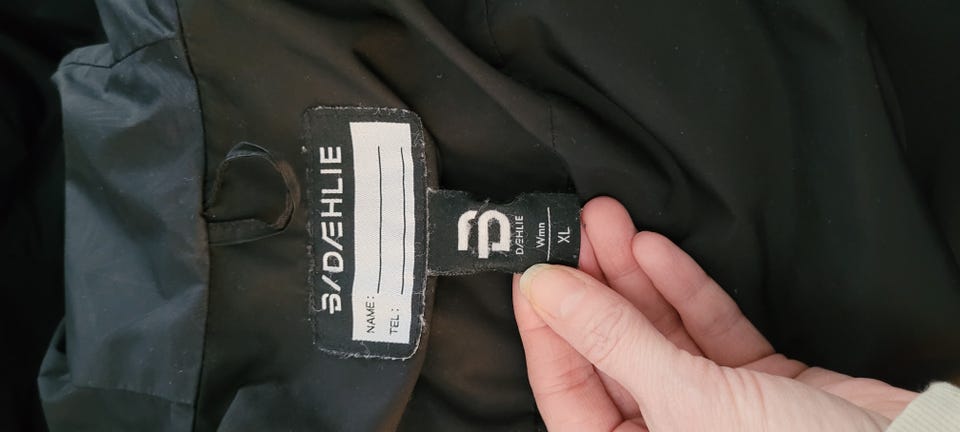 B/DÆHLIE
NAME:
TEL:
B
DÆHLIE
Wmn
XL